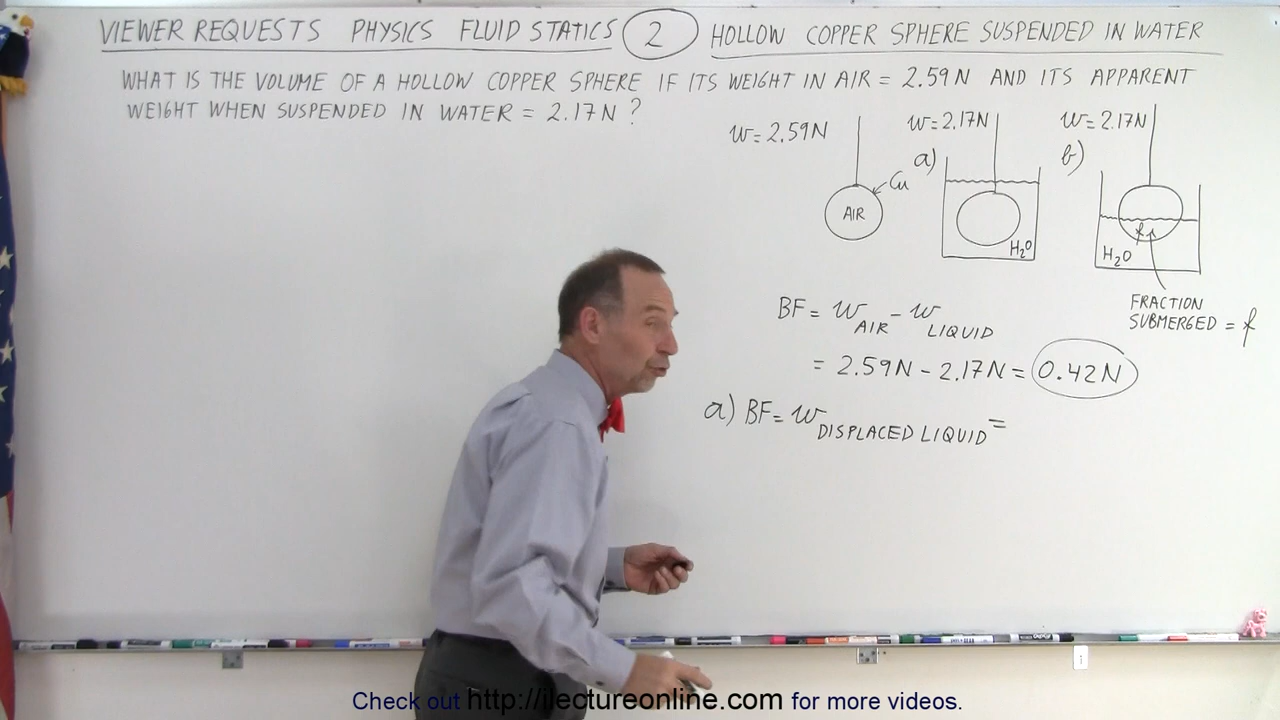 VIEWER REQUESTS PHYSICS FLUID STATICS 2 HOLLOW COPPER SPHERE SUSPENDED IN WATER
WHAT IS THE VOLUME OF A HOLLOW COPPER SPHERE IF ITS WEIGHT IN AIR = 2.59N AND ITS APPARENT
WEIGHT WHEN SUSPENDED IN WATER = 2.17N ?
W = 2.59N
Cu
AIR
W = 2.17N
a)
H2O
W = 2.17N
b)
f
H2O
FRACTION
SUBMERGED = f
BF = W AIR - W LIQUID
= 2.59N - 2.17N = 0.42N
a) BF = W DISPLACED LIQUID =
Check out http://ilectureonline.com for more videos.